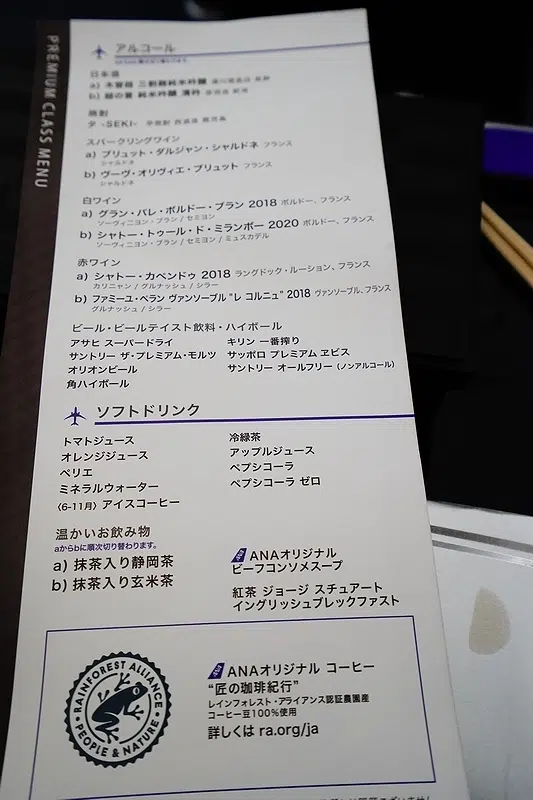 PREMIUM CLASS MENU
アルコール
日本酒
a) 木曽路 三割麹純米吟醸
b) 純米吟醸
焼酎
夕 -SEKI-
スパークリングワイン
a) ブリュット・ダルジャン・シャルドネ フランス
シャルドネ
b) ヴーヴ・オリヴィエ・ブリュット フランス
シャルドネ
白ワイン
a) グラン・バレ・ボルドー・ブラン 2018 ボルドー、フランス
ソーヴィニヨン・ブラン / セミヨン
b) シャトー・トゥール・ド・ミランボー 2020 ボルドー、フランス
ソーヴィニヨン・ブラン / セミヨン / ミュスカデル
赤ワイン
a) シャトー・カペンドゥ 2018 ラングドック・ルーション、フランス
カリニャン / グルナッシュ / シラー
b) ファミーユ・ペラン ヴァンソーブル "レ コルニュ" 2018 ヴァンソーブル、フランス
グルナッシュ / シラー
ビール・ビールテイスト飲料・ハイボール
アサヒ スーパードライ キリン 一番搾り
サントリー ザ・プレミアム・モルツ サッポロ プレミアム ヱビス
オリオンビール サントリー オールフリー (ノンアルコール)
角ハイボール
ソフトドリンク
トマトジュース 冷緑茶
オレンジジュース アップルジュース
ペリエ ペプシコーラ
ミネラルウォーター ペプシコーラ ゼロ
〈6-11月〉アイスコーヒー
温かいお飲み物
aからbに順次切り替わります。
a) 抹茶入り静岡茶
b) 抹茶入り玄米茶
ANAオリジナル
ビーフコンソメスープ
紅茶 ジョージ スチュアート
イングリッシュブレックファスト
RAINFOREST ALLIANCE
PEOPLE & NATURE
ANAオリジナル コーヒー
"匠の珈琲紀行"
レインフォレスト・アライアンス認証農園産
コーヒー豆100%使用
詳しくは ra.org/ja